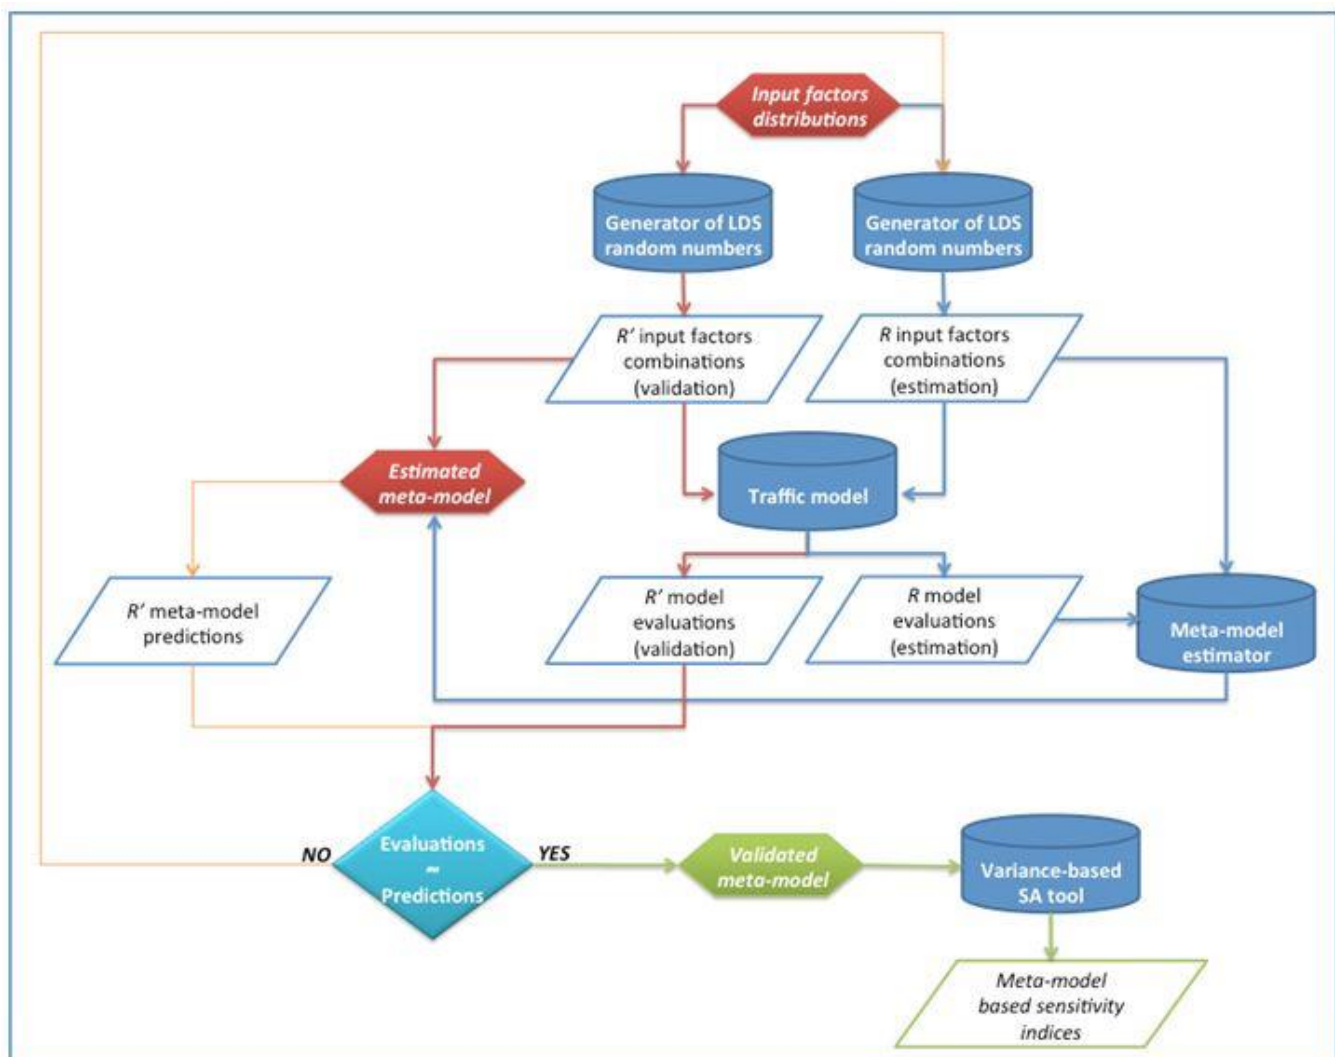 Input factors
distributions
Generator of LDS
random numbers
Generator of LDS
random numbers
R’ input factors
combinations
(validation)
R input factors
combinations
(estimation)
Estimated
meta-model
Traffic model
R’ meta-model
predictions
R’ model
evaluations
(validation)
R model
evaluations
(estimation)
Meta-model
estimator
NO
Evaluations
~
Predictions
YES
Validated
meta-model
Variance-based
SA tool
Meta-model
based sensitivity
indices